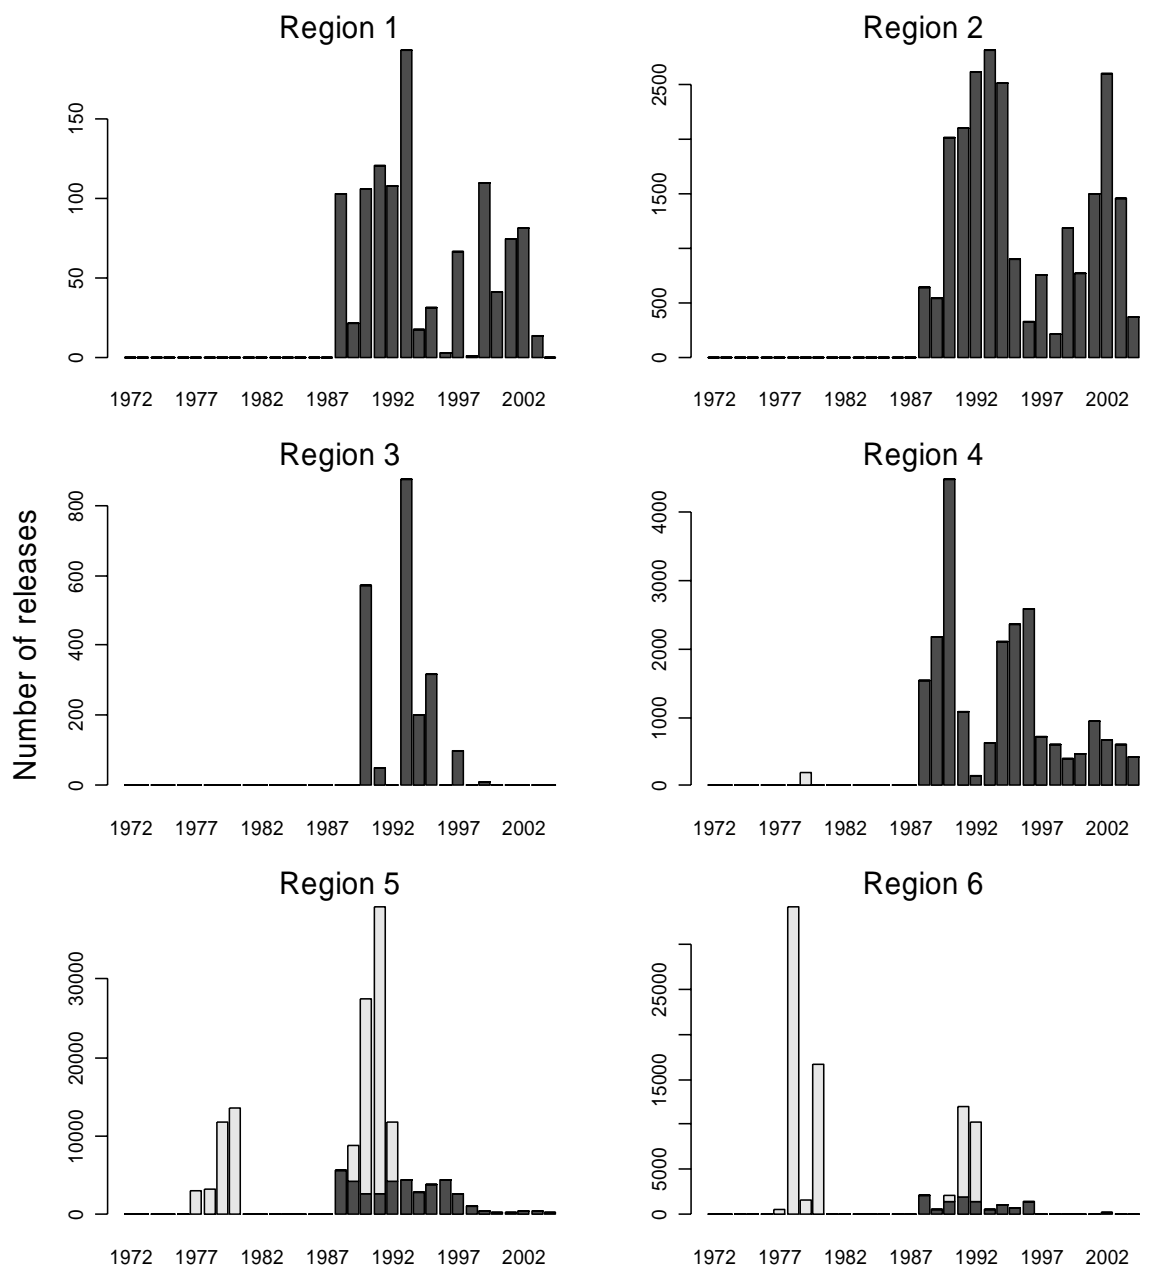 Region 1
Region 2
0 50 100 150
0 500 1500 2500
1972 1977 1982 1987 1992 1997 2002
1972 1977 1982 1987 1992 1997 2002
Region 3
Region 4
Number of releases
0 200 400 600 800
0 1000 2000 3000 4000
1972 1977 1982 1987 1992 1997 2002
1972 1977 1982 1987 1992 1997 2002
Region 5
Region 6
0 10000 20000 30000
0 5000 15000 25000
1972 1977 1982 1987 1992 1997 2002
1972 1977 1982 1987 1992 1997 2002